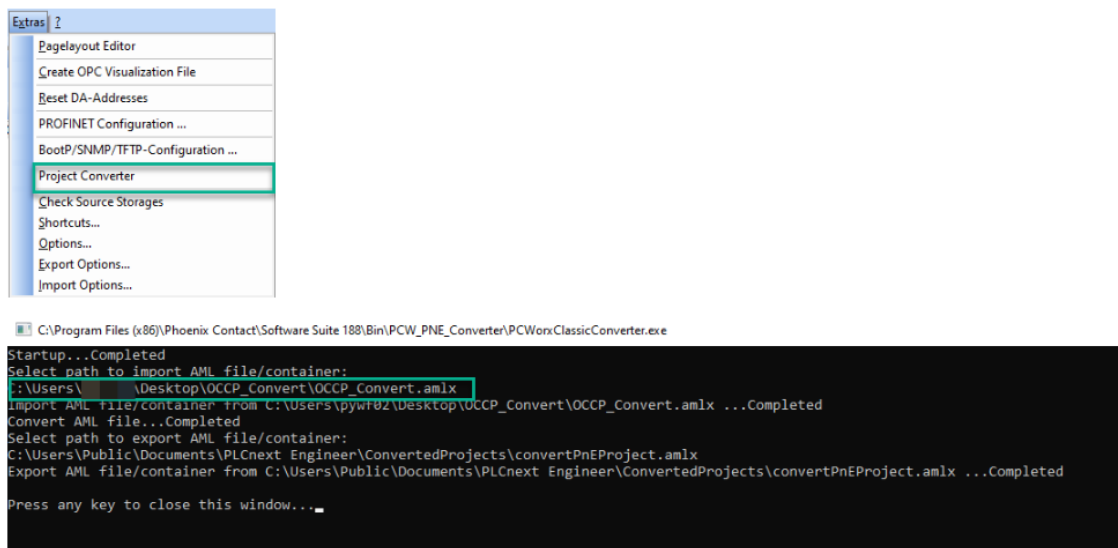 Extras ?
Pagelayout Editor
Create OPC Visualization File
Reset DA-Addresses
PROFINET Configuration ...
BootP/SNMP/TFTP-Configuration ...
Project Converter
Check Source Storages
Shortcuts...
Options...
Export Options...
Import Options...
C:\Program Files (x86)\Phoenix Contact\Software Suite 188\Bin\PCW_PNE_Converter\PCWorxClassicConverter.exe
Startup...Completed
Select path to import AML file/container:
C:\Users\ \Desktop\OCCP_Convert\OCCP_Convert.amlx
Import AML file/container from C:\Users\pywf02\Desktop\OCCP_Convert\OCCP_Convert.amlx ...Completed
Convert AML file...Completed
Select path to export AML file/container:
C:\Users\Public\Documents\PLCnext Engineer\ConvertedProjects\convertPnEProject.amlx
Export AML file/container from C:\Users\Public\Documents\PLCnext Engineer\ConvertedProjects\convertPnEProject.amlx ...Completed
Press any key to close this window...